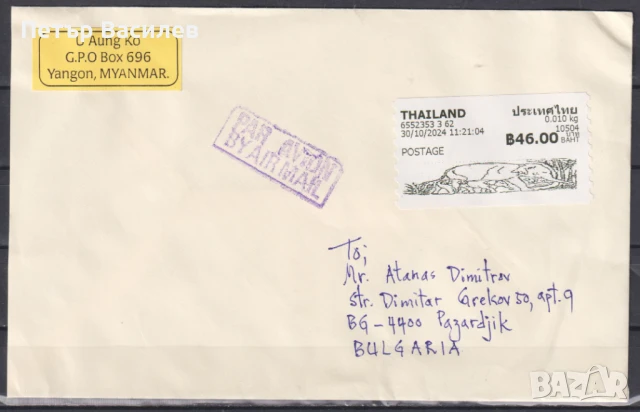 Петър Василев
U Aung Ko
G.P.O Box 696
Yangon, MYANMAR.
THAILAND ประเทศไทย
6552353 3 62 0.010 kg
30/10/2024 11:21:04 10504
฿46.00 บาท BAHT
POSTAGE
PAR AVION
BY AIR MAIL
To;
Mr. Atanas Dimitrov
Str. Dimitar Grekov 50, apt. 9
BG-4400 Pazardjik
BULGARIA
BAZAR